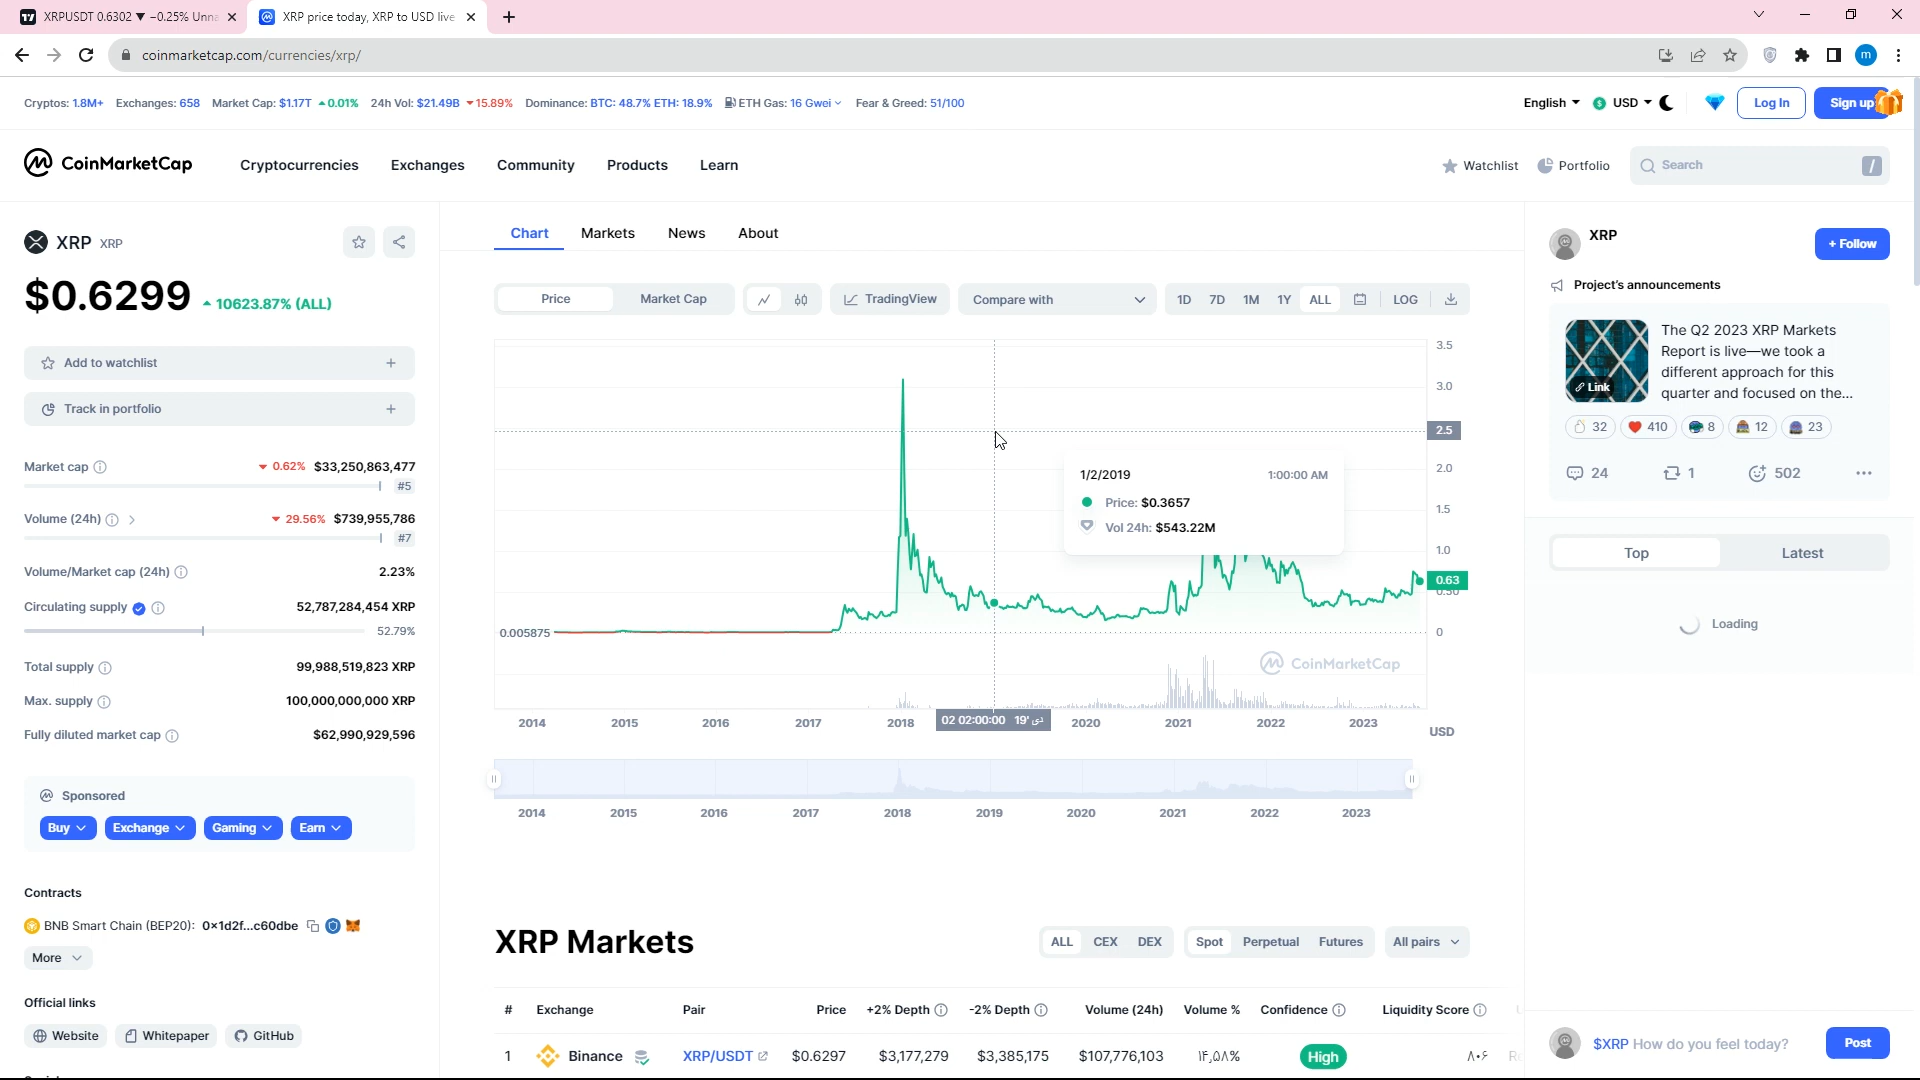 XRPUSDT 0.6302 ▼ −0.25% Unna
XRP price today, XRP to USD live
coinmarketcap.com/currencies/xrp/
m
Cryptos: 1.8M+ Exchanges: 658 Market Cap: $1.17T 0.01% 24h Vol: $21.49B 15.89% Dominance: BTC: 48.7% ETH: 18.9% ETH Gas: 16 Gwei Fear & Greed: 51/100
English USD Log In Sign up
CoinMarketCap Cryptocurrencies Exchanges Community Products Learn Watchlist Portfolio Search /
XRP XRP
$0.6299 10623.87% (ALL)
Add to watchlist +
Track in portfolio +
Market cap 0.62% $33,250,863,477
#5
Volume (24h) 29.56% $739,955,786
#7
Volume/Market cap (24h) 2.23%
Circulating supply 52,787,284,454 XRP
52.79%
Total supply 99,988,519,823 XRP
Max. supply 100,000,000,000 XRP
Fully diluted market cap $62,990,929,596
Sponsored
Buy Exchange Gaming Earn
Contracts
BNB Smart Chain (BEP20): 0x1d2f...c60dbe
More
Official links
Website Whitepaper GitHub
Chart Markets News About
Price Market Cap TradingView Compare with 1D 7D 1M 1Y ALL LOG
3.5
3.0
2.5
2.0
1.5
1.0
0.63
0.50
0
1/2/2019 1:00:00 AM
Price: $0.3657
Vol 24h: $543.22M
0.005875
CoinMarketCap
2014 2015 2016 2017 2018 02 02:00:00 دی '19 2020 2021 2022 2023
USD
2014 2015 2016 2017 2018 2019 2020 2021 2022 2023
XRP Markets ALL CEX DEX Spot Perpetual Futures All pairs
# Exchange Pair Price +2% Depth -2% Depth Volume (24h) Volume % Confidence Liquidity Score
1 Binance XRP/USDT $0.6297 $3,177,279 $3,385,175 $107,776,103 ۱۴٫۵۸% High ۸۰۶
XRP
+ Follow
Project's announcements
The Q2 2023 XRP Markets
Report is live—we took a
different approach for this
quarter and focused on the...
Link
32 410 8 12 23
24 1 502
Top Latest
Loading
$XRP How do you feel today? Post